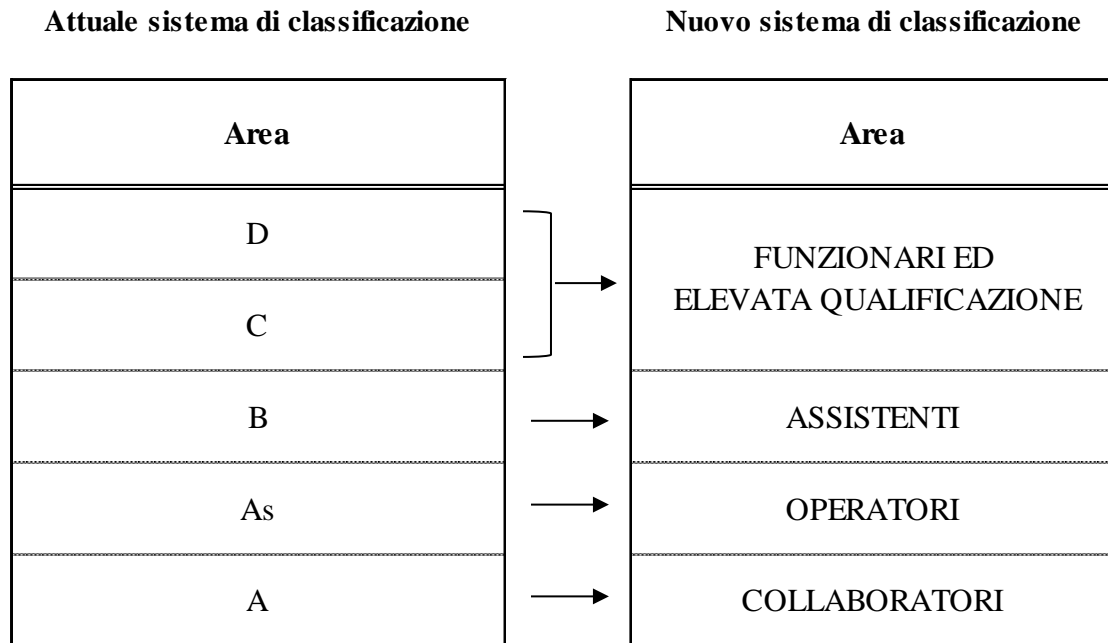 Attuale sistema di classificazione
Nuovo sistema di classificazione
Area
Area
D
C
B
As
A
FUNZIONARI ED
ELEVATA QUALIFICAZIONE
ASSISTENTI
OPERATORI
COLLABORATORI